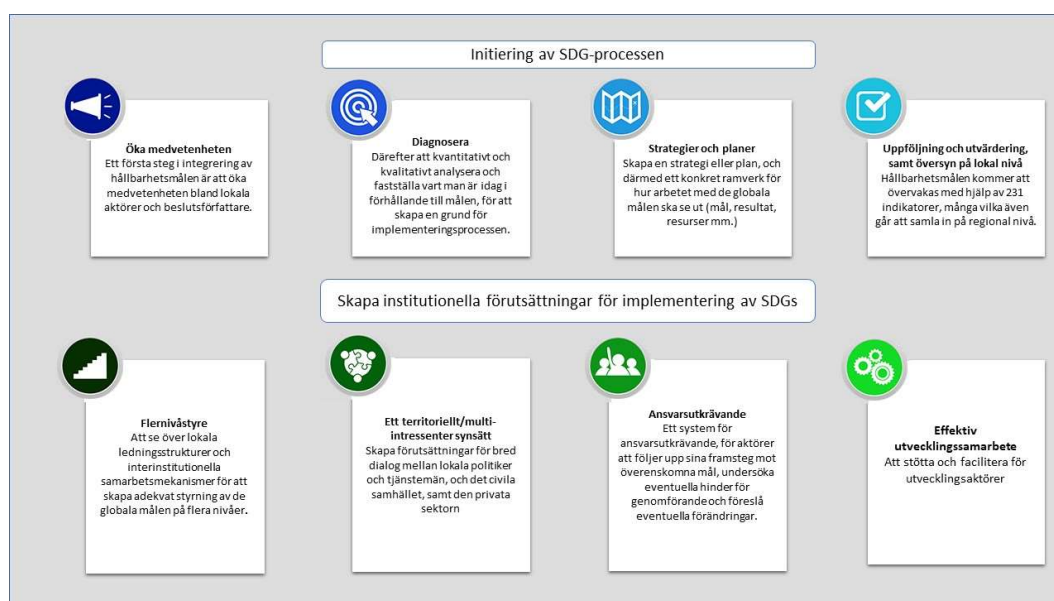 Initiering av SDG-processen
Öka medvetenheten
Ett första steg i integrering av
hållbarhetsmålen är att öka
medvetenheten bland lokala
aktörer och beslutsförfattare.
Diagnosera
Därefter att kvantitativt och
kvalitativt analysera och
fastställa vart man är idag i
förhållande till målen, för att
skapa en grund för
implementeringsprocessen.
Strategier och planer
Skapa en strategi eller plan, och
därmed ett konkret ramverk för
hur arbetet med de globala
målen ska se ut (mål, resultat,
resurser mm.)
Uppföljning och utvärdering,
samt översyn på lokal nivå
Hållbarhetsmålen kommer att
övervakas med hjälp av 231
indikatorer, många vilka även
går att samla in på regional nivå.
Skapa institutionella förutsättningar för implementering av SDGs
Flernivåstyre
Att se över lokala
ledningsstrukturer och
interinstitutionella
samarbetsmekanismer för att
skapa adekvat styrning av de
globala målen på flera nivåer.
Ett territoriellt/multi-
intressenter synsätt
Skapa förutsättningar för bred
dialog mellan lokala politiker
och tjänstemän, och det civila
samhället, samt den privata
sektorn
Ansvarsutkrävande
Ett system för
ansvarsutkrävande, för aktörer
att följer upp sina framsteg mot
överenskomna mål, undersöka
eventuella hinder för
genomförande och föreslå
eventuella förändringar.
Effektiv
utvecklingssamarbete
Att stötta och facilitera för
utvecklingsaktörer